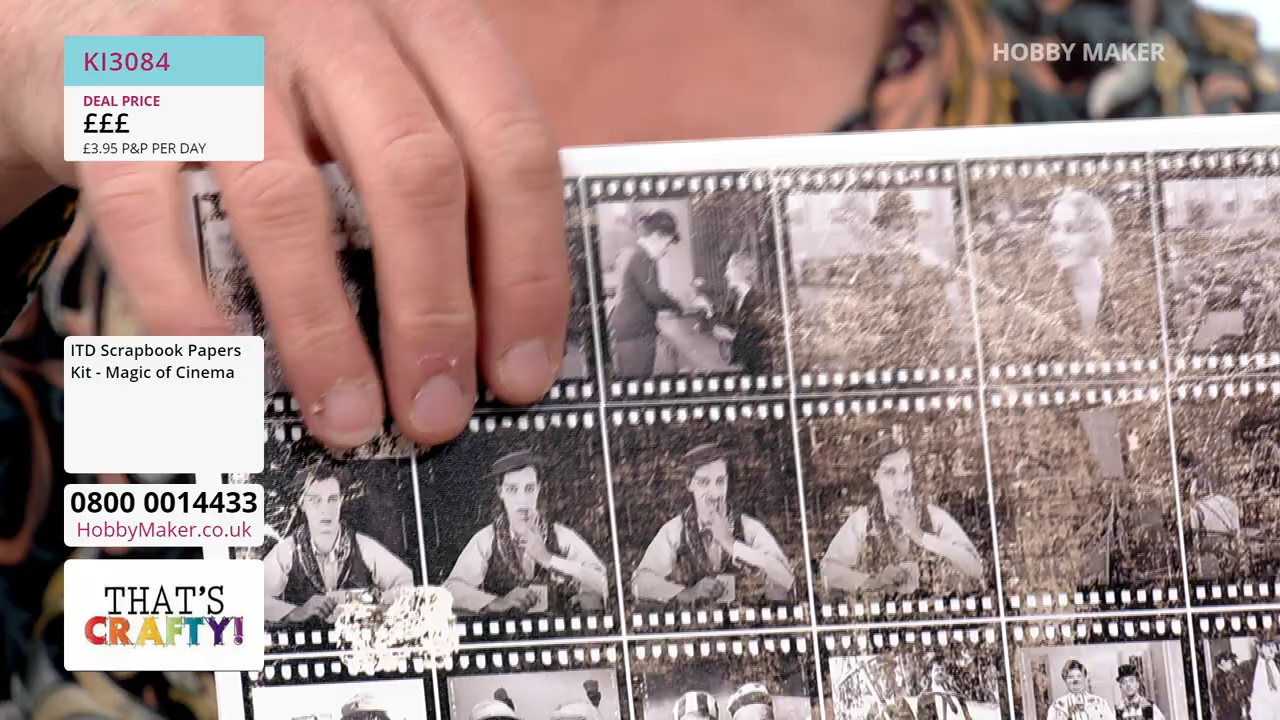 KI3084
DEAL PRICE
£££
£3.95 P&P PER DAY
HOBBY MAKER
ITD Scrapbook Papers
Kit - Magic of Cinema
0800 0014433
HobbyMaker.co.uk
THAT'S
CRAFTY!